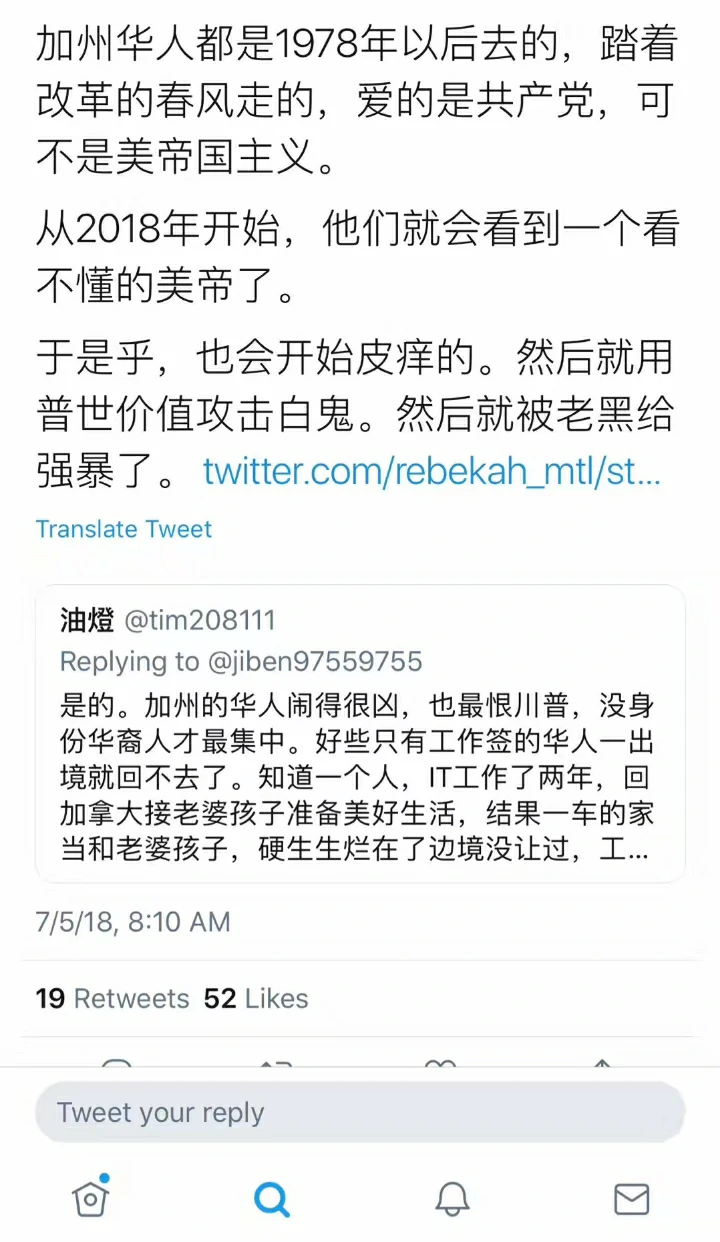 加州华人都是1978年以后去的，踏着
改革的春风走的，爱的是共产党，可
不是美帝国主义。
从2018年开始，他们就会看到一个看
不懂的美帝了。
于是乎，也会开始皮痒的。然后就用
普世价值攻击白鬼。然后就被老黑给
强暴了。 twitter.com/rebekah_mtl/st...
Translate Tweet
油燈 @tim208111
Replying to @jiben97559755
是的。加州的华人闹得很凶，也最恨川普，没身
份华裔人才最集中。好些只有工作签的华人一出
境就回不去了。知道一个人，IT工作了两年，回
加拿大接老婆孩子准备美好生活，结果一车的家
当和老婆孩子，硬生生烂在了边境没让过，工...
7/5/18, 8:10 AM
19 Retweets 52 Likes
Tweet your reply